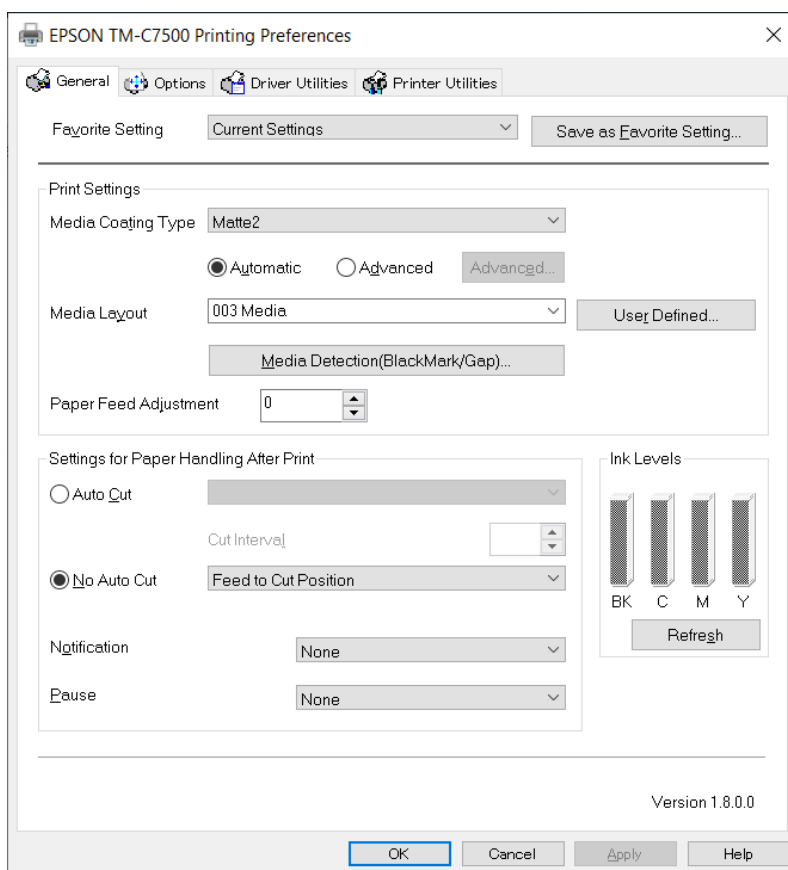 EPSON TM-C7500 Printing Preferences
General Options Driver Utilities Printer Utilities
Favorite Setting Current Settings Save as Favorite Setting...
Print Settings
Media Coating Type Matte2
Automatic Advanced Advanced...
Media Layout 003 Media User Defined...
Media Detection(BlackMark/Gap)...
Paper Feed Adjustment 0
Settings for Paper Handling After Print
Auto Cut
Cut Interval
No Auto Cut Feed to Cut Position
Notification None
Pause None
Ink Levels
BK C M Y
Refresh
Version 1.8.0.0
OK Cancel Apply Help